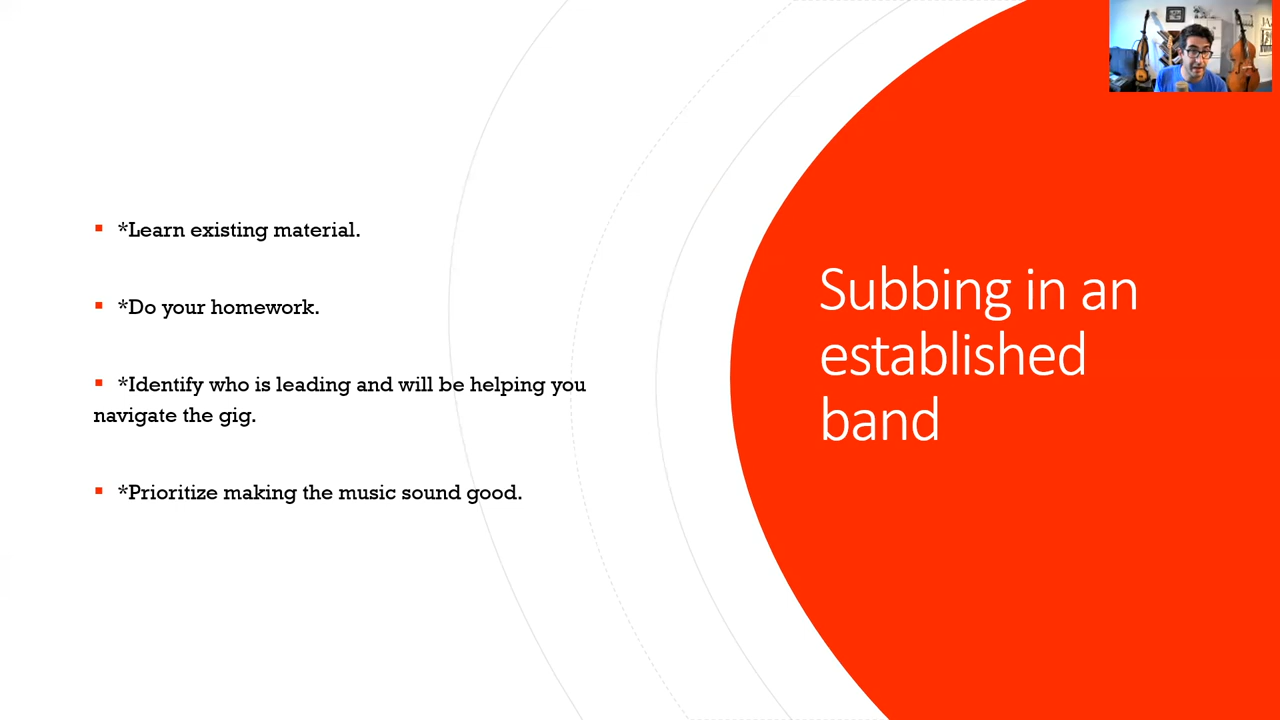 *Learn existing material.
*Do your homework.
*Identify who is leading and will be helping you
navigate the gig.
*Prioritize making the music sound good.
Subbing in an
established
band